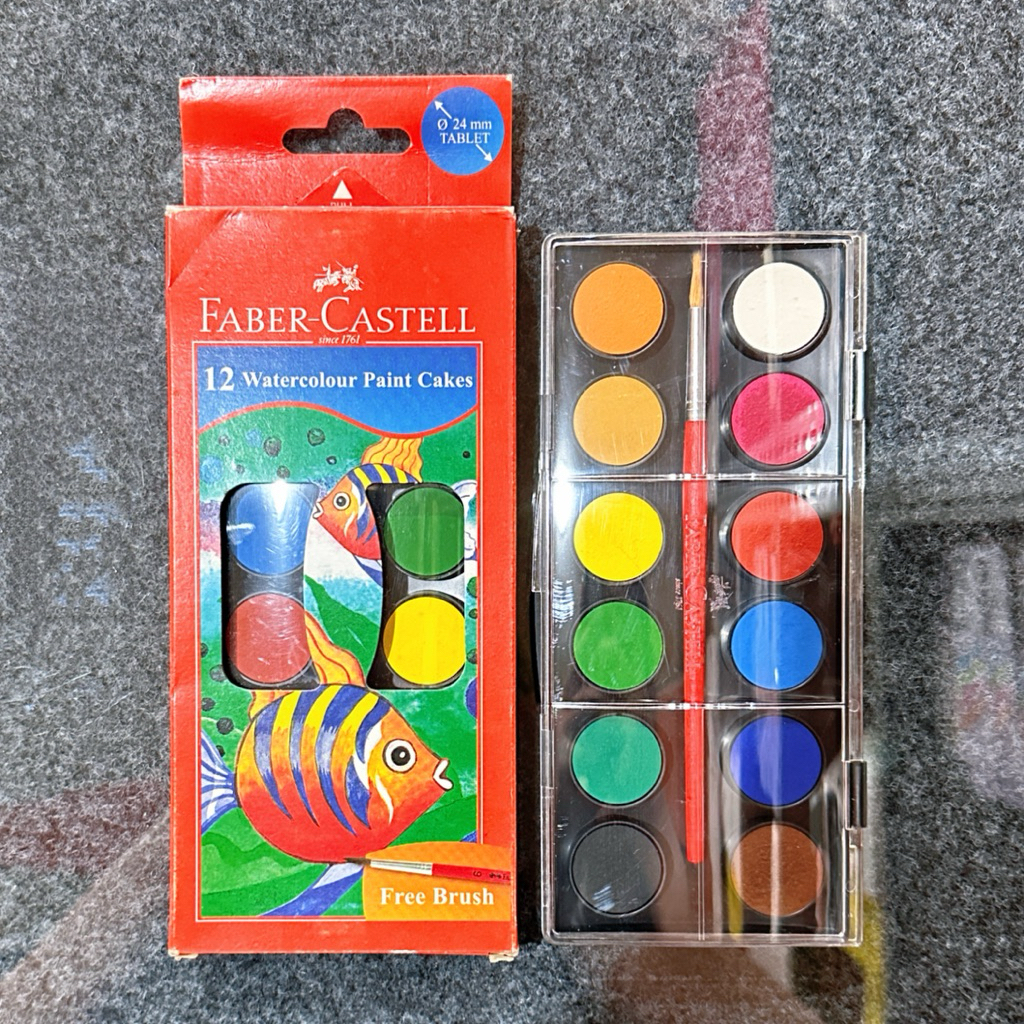 Ø 24 mm
TABLET
FABER-CASTELL
since 1761
12 Watercolour Paint Cakes
Free Brush